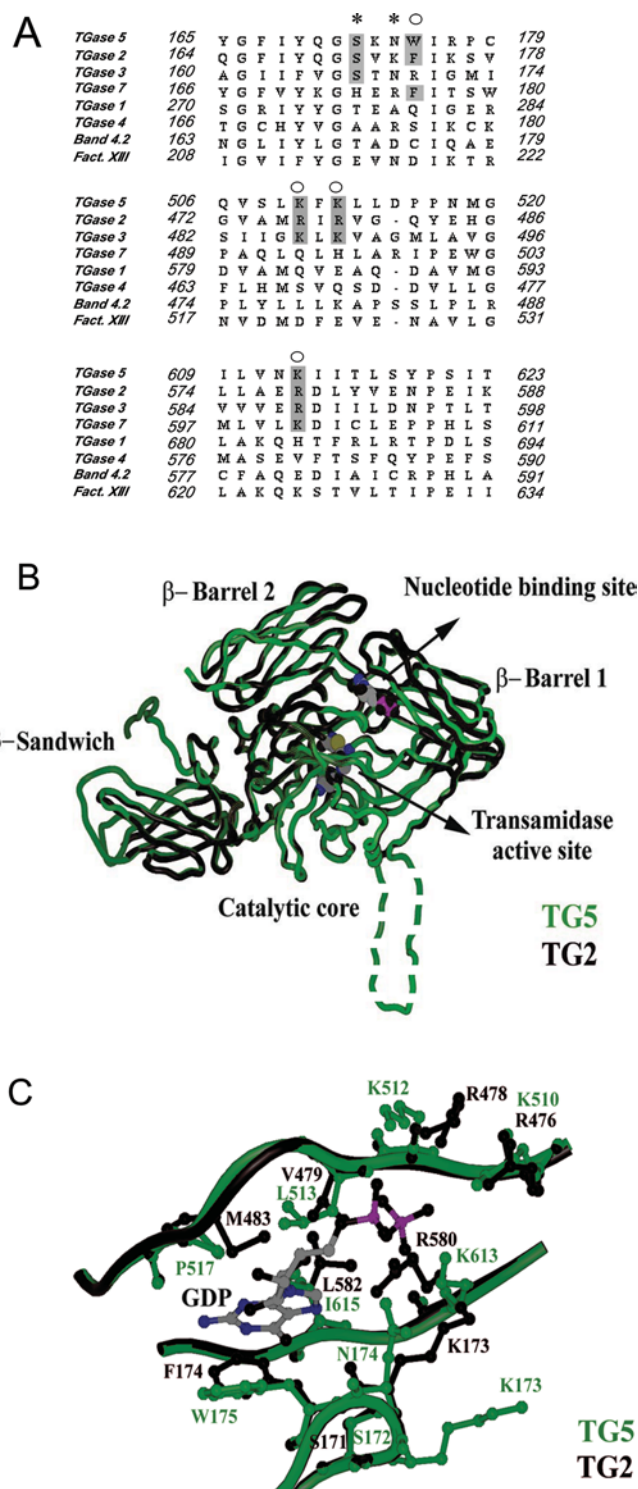 A
* * ○
TGase 5 165 Y G F I Y Q G S K N W I R P C 179
TGase 2 164 Q G F I Y Q G S V K F I K S V 178
TGase 3 160 A G I I F V G S T N R I G M I 174
TGase 7 166 Y G F V Y K G H E R F I T S W 180
TGase 1 270 S G R I Y Y G T E A Q I G E R 284
TGase 4 166 T G C H Y V G A A R S I K C K 180
Band 4.2 163 N G L I Y L G T A D C I Q A E 179
Fact. XIII 208 I G V I F Y G E V N D I K T R 222
○ ○
TGase 5 506 Q V S L K F K L L D P P N M G 520
TGase 2 472 G V A M R I R V G - Q Y E H G 486
TGase 3 482 S I I G K L K V A G M L A V G 496
TGase 7 489 P A Q L Q L H L A R I P E W G 503
TGase 1 579 D V A M Q V E A Q - D A V M G 593
TGase 4 463 F L H M S V Q S D - D V L L G 477
Band 4.2 474 P L Y L L L K A P S S L P L R 488
Fact. XIII 517 N V D M D F E V E - N A V L G 531
○
TGase 5 609 I L V N K I I T L S Y P S I T 623
TGase 2 574 L L A E R D L Y V E N P E I K 588
TGase 3 584 V V V E R D I I L D N P T L T 598
TGase 7 597 M L V L K D I C L E P P H L S 611
TGase 1 680 L A K Q H T F R L R T P D L S 694
TGase 4 576 M A S E V F T S F Q Y P E F S 590
Band 4.2 577 C F A Q E D I A I C R P H L A 591
Fact. XIII 620 L A K Q K S T V L T I P E I I 634
B
β– Barrel 2
Nucleotide binding site
β– Barrel 1
–Sandwich
Transamidase
active site
Catalytic core
TG5
TG2
C
K512
R478
K510
R476
V479
L513
M483
R580
P517
K613
L582
GDP
I615
N174
K173
F174
W175
K173
S171
S172
TG5
TG2